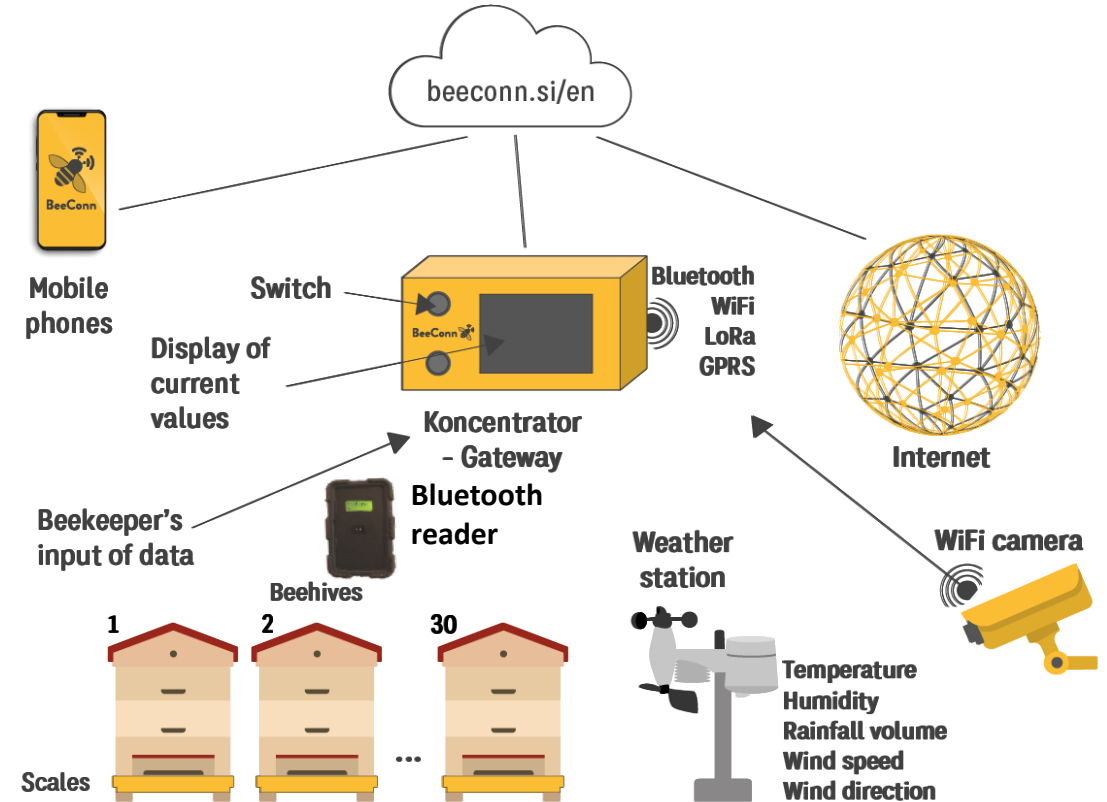 beeconn.si/en
BeeConn
Mobile
phones
Switch
Display of
current
values
BeeConn
Bluetooth
WiFi
LoRa
GPRS
Koncentrator
- Gateway
Internet
Beekeeper's
input of data
Bluetooth
reader
Beehives
1
2
30
...
Scales
Weather
station
Temperature
Humidity
Rainfall volume
Wind speed
Wind direction
WiFi camera